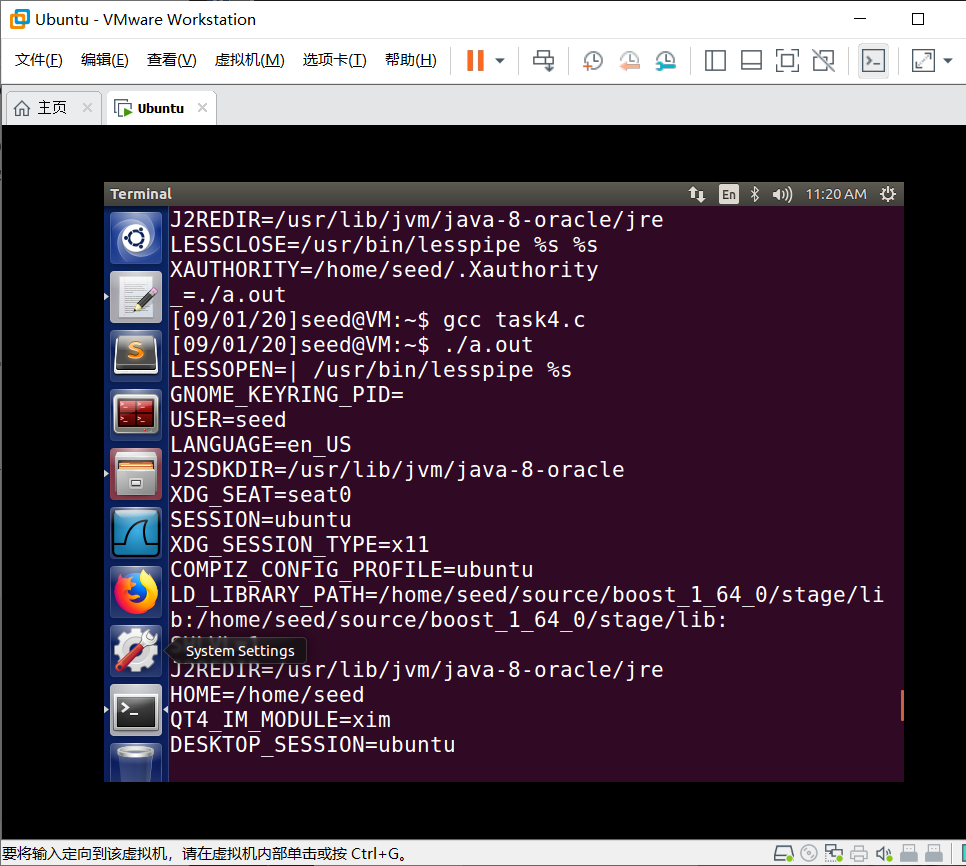 Ubuntu - VMware Workstation
文件(F) 编辑(E) 查看(V) 虚拟机(M) 选项卡(T) 帮助(H)
主页 Ubuntu
Terminal En 11:20 AM
J2REDIR=/usr/lib/jvm/java-8-oracle/jre
LESSCLOSE=/usr/bin/lesspipe %s %s
XAUTHORITY=/home/seed/.Xauthority
_=./a.out
[09/01/20]seed@VM:~$ gcc task4.c
[09/01/20]seed@VM:~$ ./a.out
LESSOPEN=| /usr/bin/lesspipe %s
GNOME_KEYRING_PID=
USER=seed
LANGUAGE=en_US
J2SDKDIR=/usr/lib/jvm/java-8-oracle
XDG_SEAT=seat0
SESSION=ubuntu
XDG_SESSION_TYPE=x11
COMPIZ_CONFIG_PROFILE=ubuntu
LD_LIBRARY_PATH=/home/seed/source/boost_1_64_0/stage/li
b:/home/seed/source/boost_1_64_0/stage/lib:
System Settings
J2REDIR=/usr/lib/jvm/java-8-oracle/jre
HOME=/home/seed
QT4_IM_MODULE=xim
DESKTOP_SESSION=ubuntu
要将输入定向到该虚拟机，请在虚拟机内部单击或按 Ctrl+G。